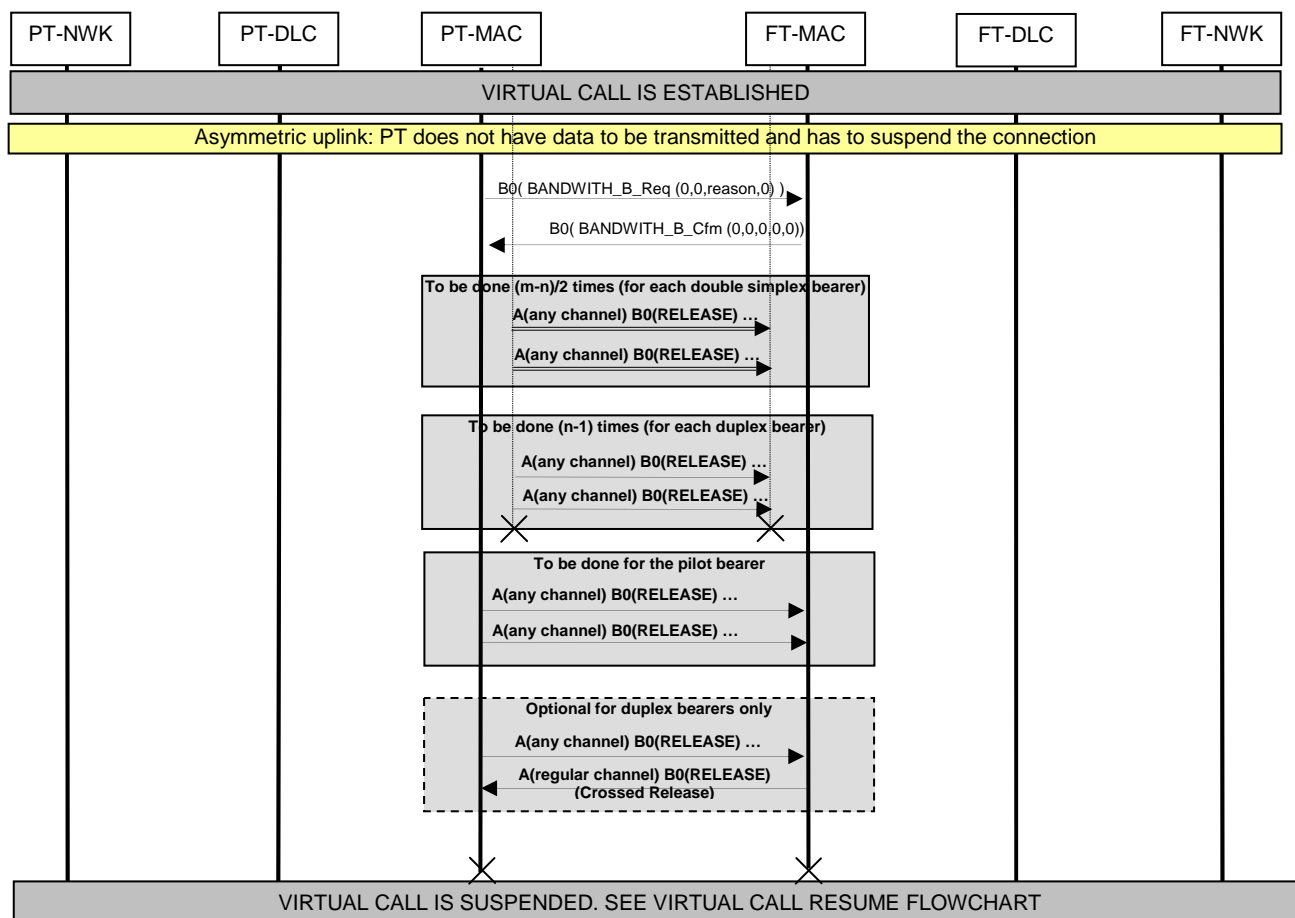 PT-NWK PT-DLC PT-MAC FT-MAC FT-DLC FT-NWK
VIRTUAL CALL IS ESTABLISHED
Asymmetric uplink: PT does not have data to be transmitted and has to suspend the connection
B0( BANDWITH_B_Req (0,0,reason,0) )
B0( BANDWITH_B_Cfm (0,0,0,0,0))
To be done (m-n)/2 times (for each double simplex bearer)
A(any channel) B0(RELEASE) …
A(any channel) B0(RELEASE) …
To be done (n-1) times (for each duplex bearer)
A(any channel) B0(RELEASE) …
A(any channel) B0(RELEASE) …
To be done for the pilot bearer
A(any channel) B0(RELEASE) …
A(any channel) B0(RELEASE) …
Optional for duplex bearers only
A(any channel) B0(RELEASE) …
A(regular channel) B0(RELEASE)
(Crossed Release)
VIRTUAL CALL IS SUSPENDED. SEE VIRTUAL CALL RESUME FLOWCHART